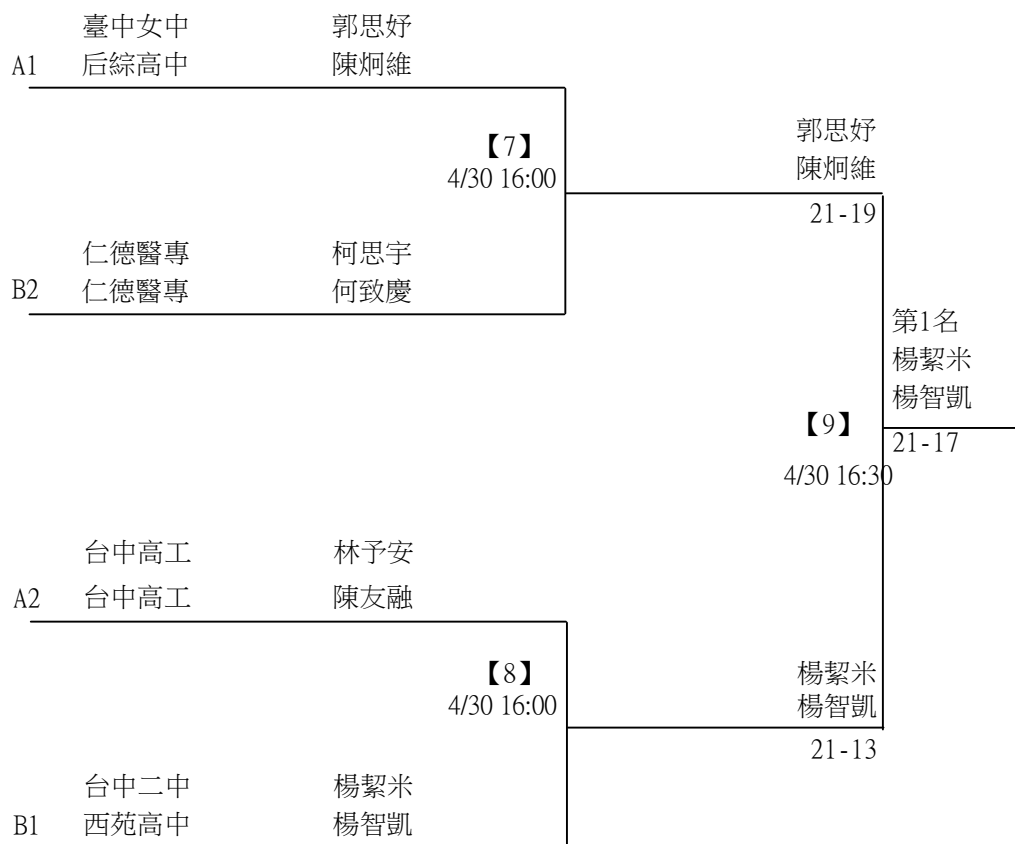 臺中女中 郭思妤
A1 后綜高中 陳炯維
【7】
4/30 16:00
郭思妤
陳炯維
21-19
仁德醫專 柯思宇
B2 仁德醫專 何致慶
第1名
楊絜米
楊智凱
【9】
21-17
4/30 16:30
台中高工 林予安
A2 台中高工 陳友融
【8】
4/30 16:00
楊絜米
楊智凱
21-13
台中二中 楊絜米
B1 西苑高中 楊智凱